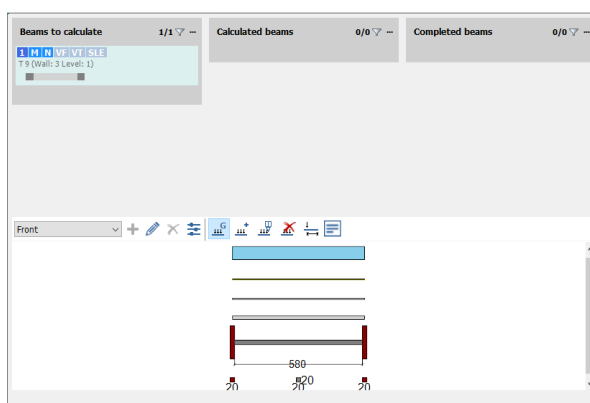 Beams to calculate 1/1 ...
Calculated beams 0/0 ...
Completed beams 0/0 ...
1 M N VF VT SLE
T 9 (Wall: 3 Level: 1)
Front
G
580
20 20 20 20